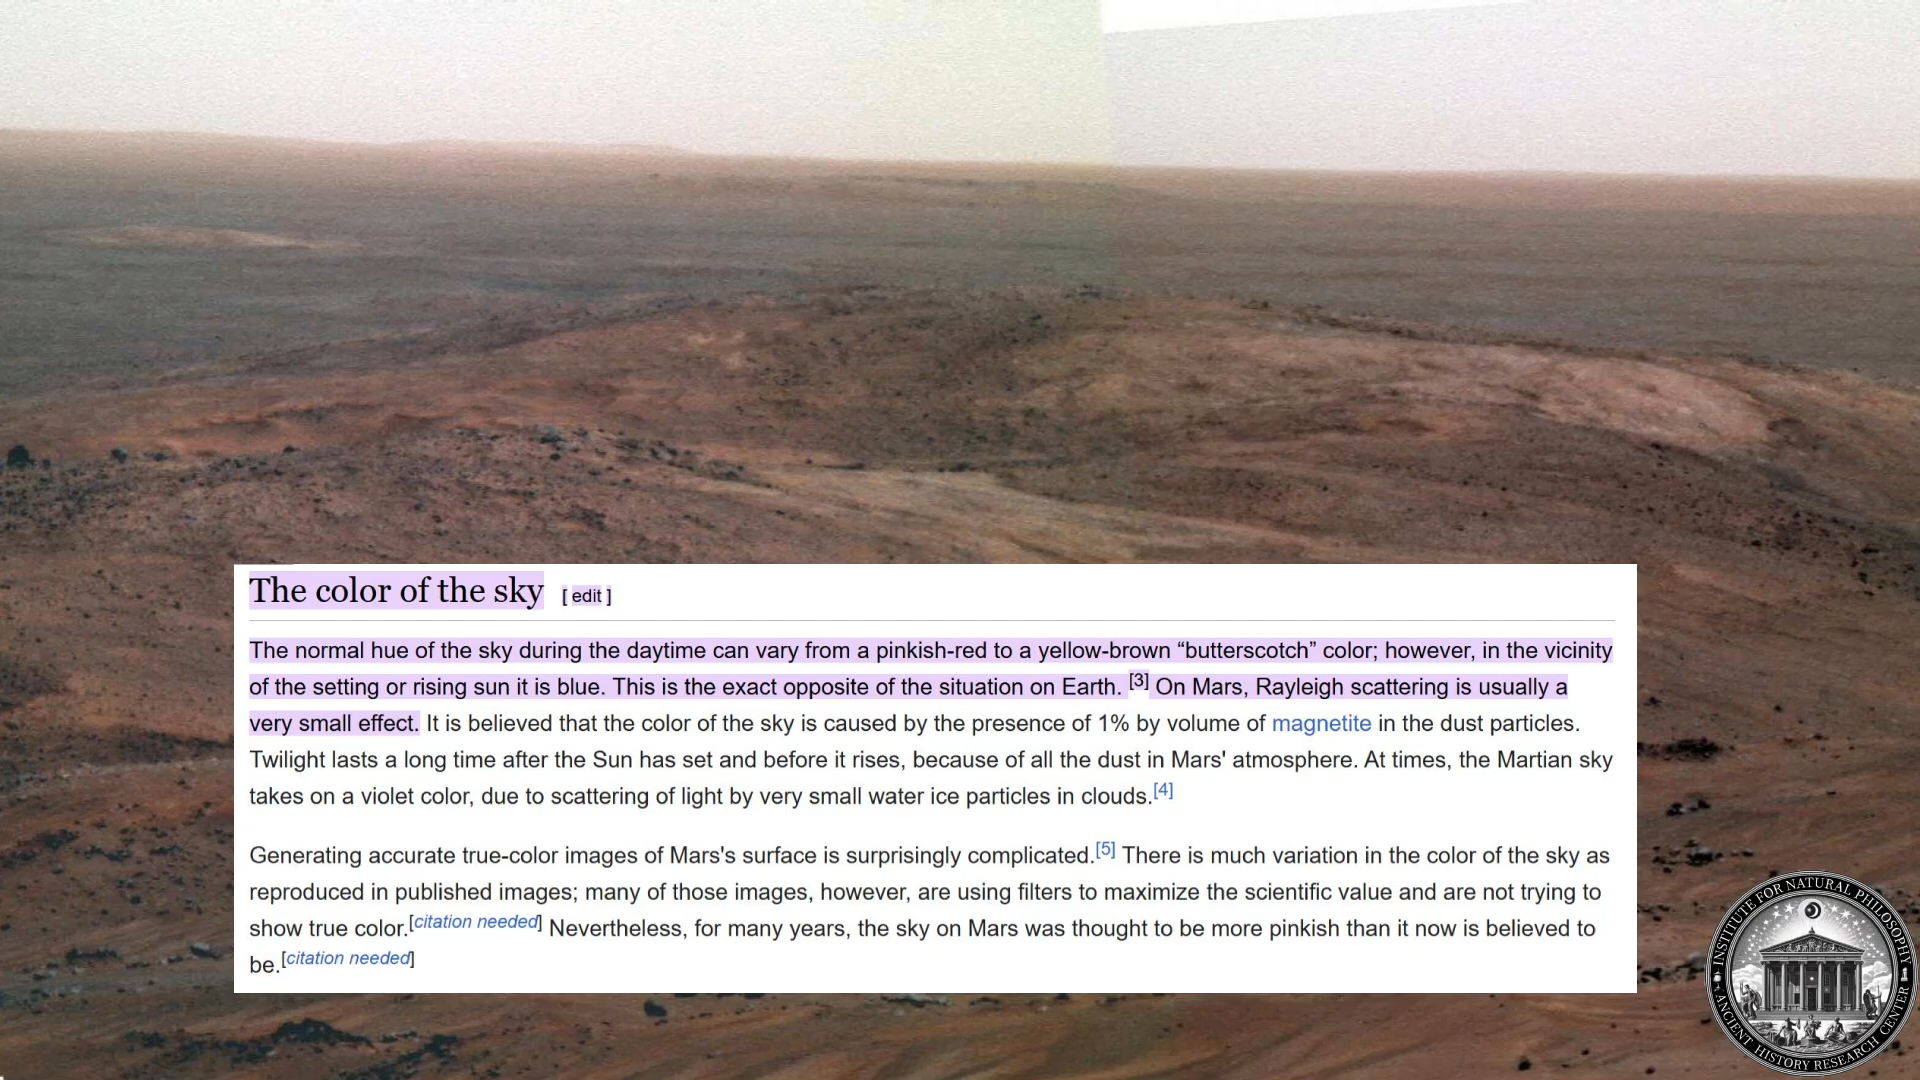 The color of the sky [ edit ]
The normal hue of the sky during the daytime can vary from a pinkish-red to a yellow-brown “butterscotch” color; however, in the vicinity
of the setting or rising sun it is blue. This is the exact opposite of the situation on Earth. [3] On Mars, Rayleigh scattering is usually a
very small effect. It is believed that the color of the sky is caused by the presence of 1% by volume of magnetite in the dust particles.
Twilight lasts a long time after the Sun has set and before it rises, because of all the dust in Mars' atmosphere. At times, the Martian sky
takes on a violet color, due to scattering of light by very small water ice particles in clouds.[4]
Generating accurate true-color images of Mars's surface is surprisingly complicated.[5] There is much variation in the color of the sky as
reproduced in published images; many of those images, however, are using filters to maximize the scientific value and are not trying to
show true color.[citation needed] Nevertheless, for many years, the sky on Mars was thought to be more pinkish than it now is believed to
be.[citation needed]
INSTITUTE FOR NATURAL PHILOSOPHY
ANCIENT HISTORY RESEARCH CENTER